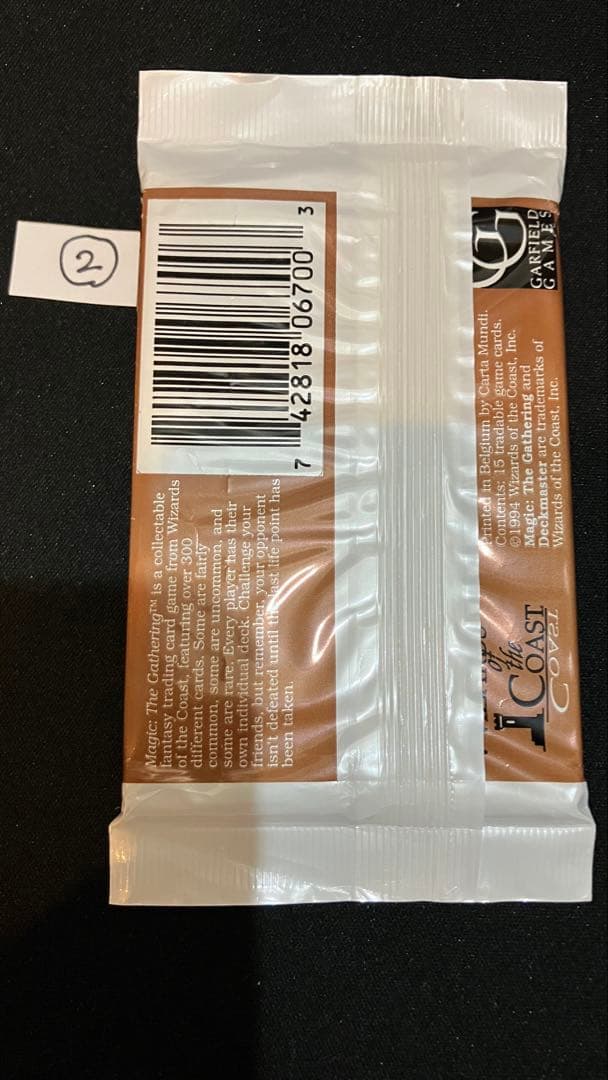 2
7 42818 06700 3
Magic: The Gathering™ is a collectable
fantasy trading card game from Wizards
of the Coast, featuring over 300
different cards. Some are fairly
common, some are uncommon, and
some are rare. Every player has their
own individual deck. Challenge your
friends, but remember, your opponent
isn't defeated until the last life point has
been taken.
GG
GARFIELD
GAMES
Printed in Belgium by Carta Mundi.
Contents: 15 tradable game cards.
©1994 Wizards of the Coast, Inc.
Magic: The Gathering and
Deckmaster are trademarks of
Wizards of the Coast, Inc.
of
the
COAST